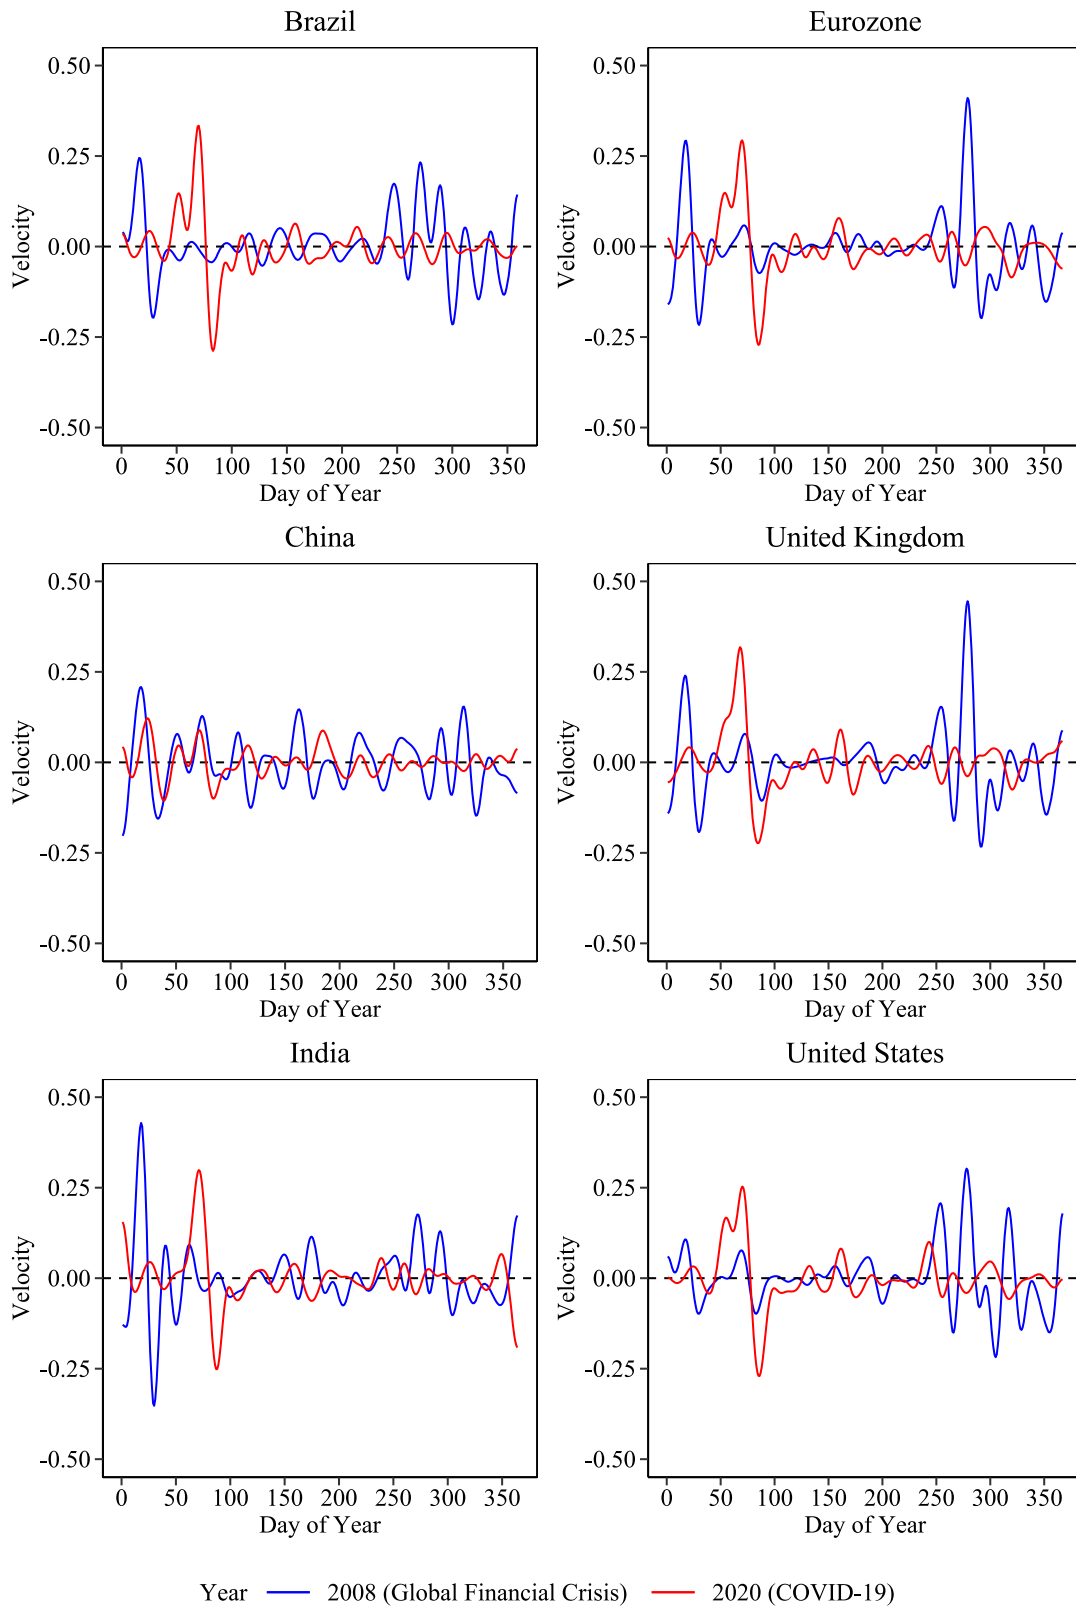 Brazil
0.50
0.25
0.00
-0.25
-0.50
Velocity
0 50 100 150 200 250 300 350
Day of Year
Eurozone
0.50
0.25
0.00
-0.25
-0.50
Velocity
0 50 100 150 200 250 300 350
Day of Year
China
0.50
0.25
0.00
-0.25
-0.50
Velocity
0 50 100 150 200 250 300 350
Day of Year
United Kingdom
0.50
0.25
0.00
-0.25
-0.50
Velocity
0 50 100 150 200 250 300 350
Day of Year
India
0.50
0.25
0.00
-0.25
-0.50
Velocity
0 50 100 150 200 250 300 350
Day of Year
United States
0.50
0.25
0.00
-0.25
-0.50
Velocity
0 50 100 150 200 250 300 350
Day of Year
Year 2008 (Global Financial Crisis) 2020 (COVID-19)